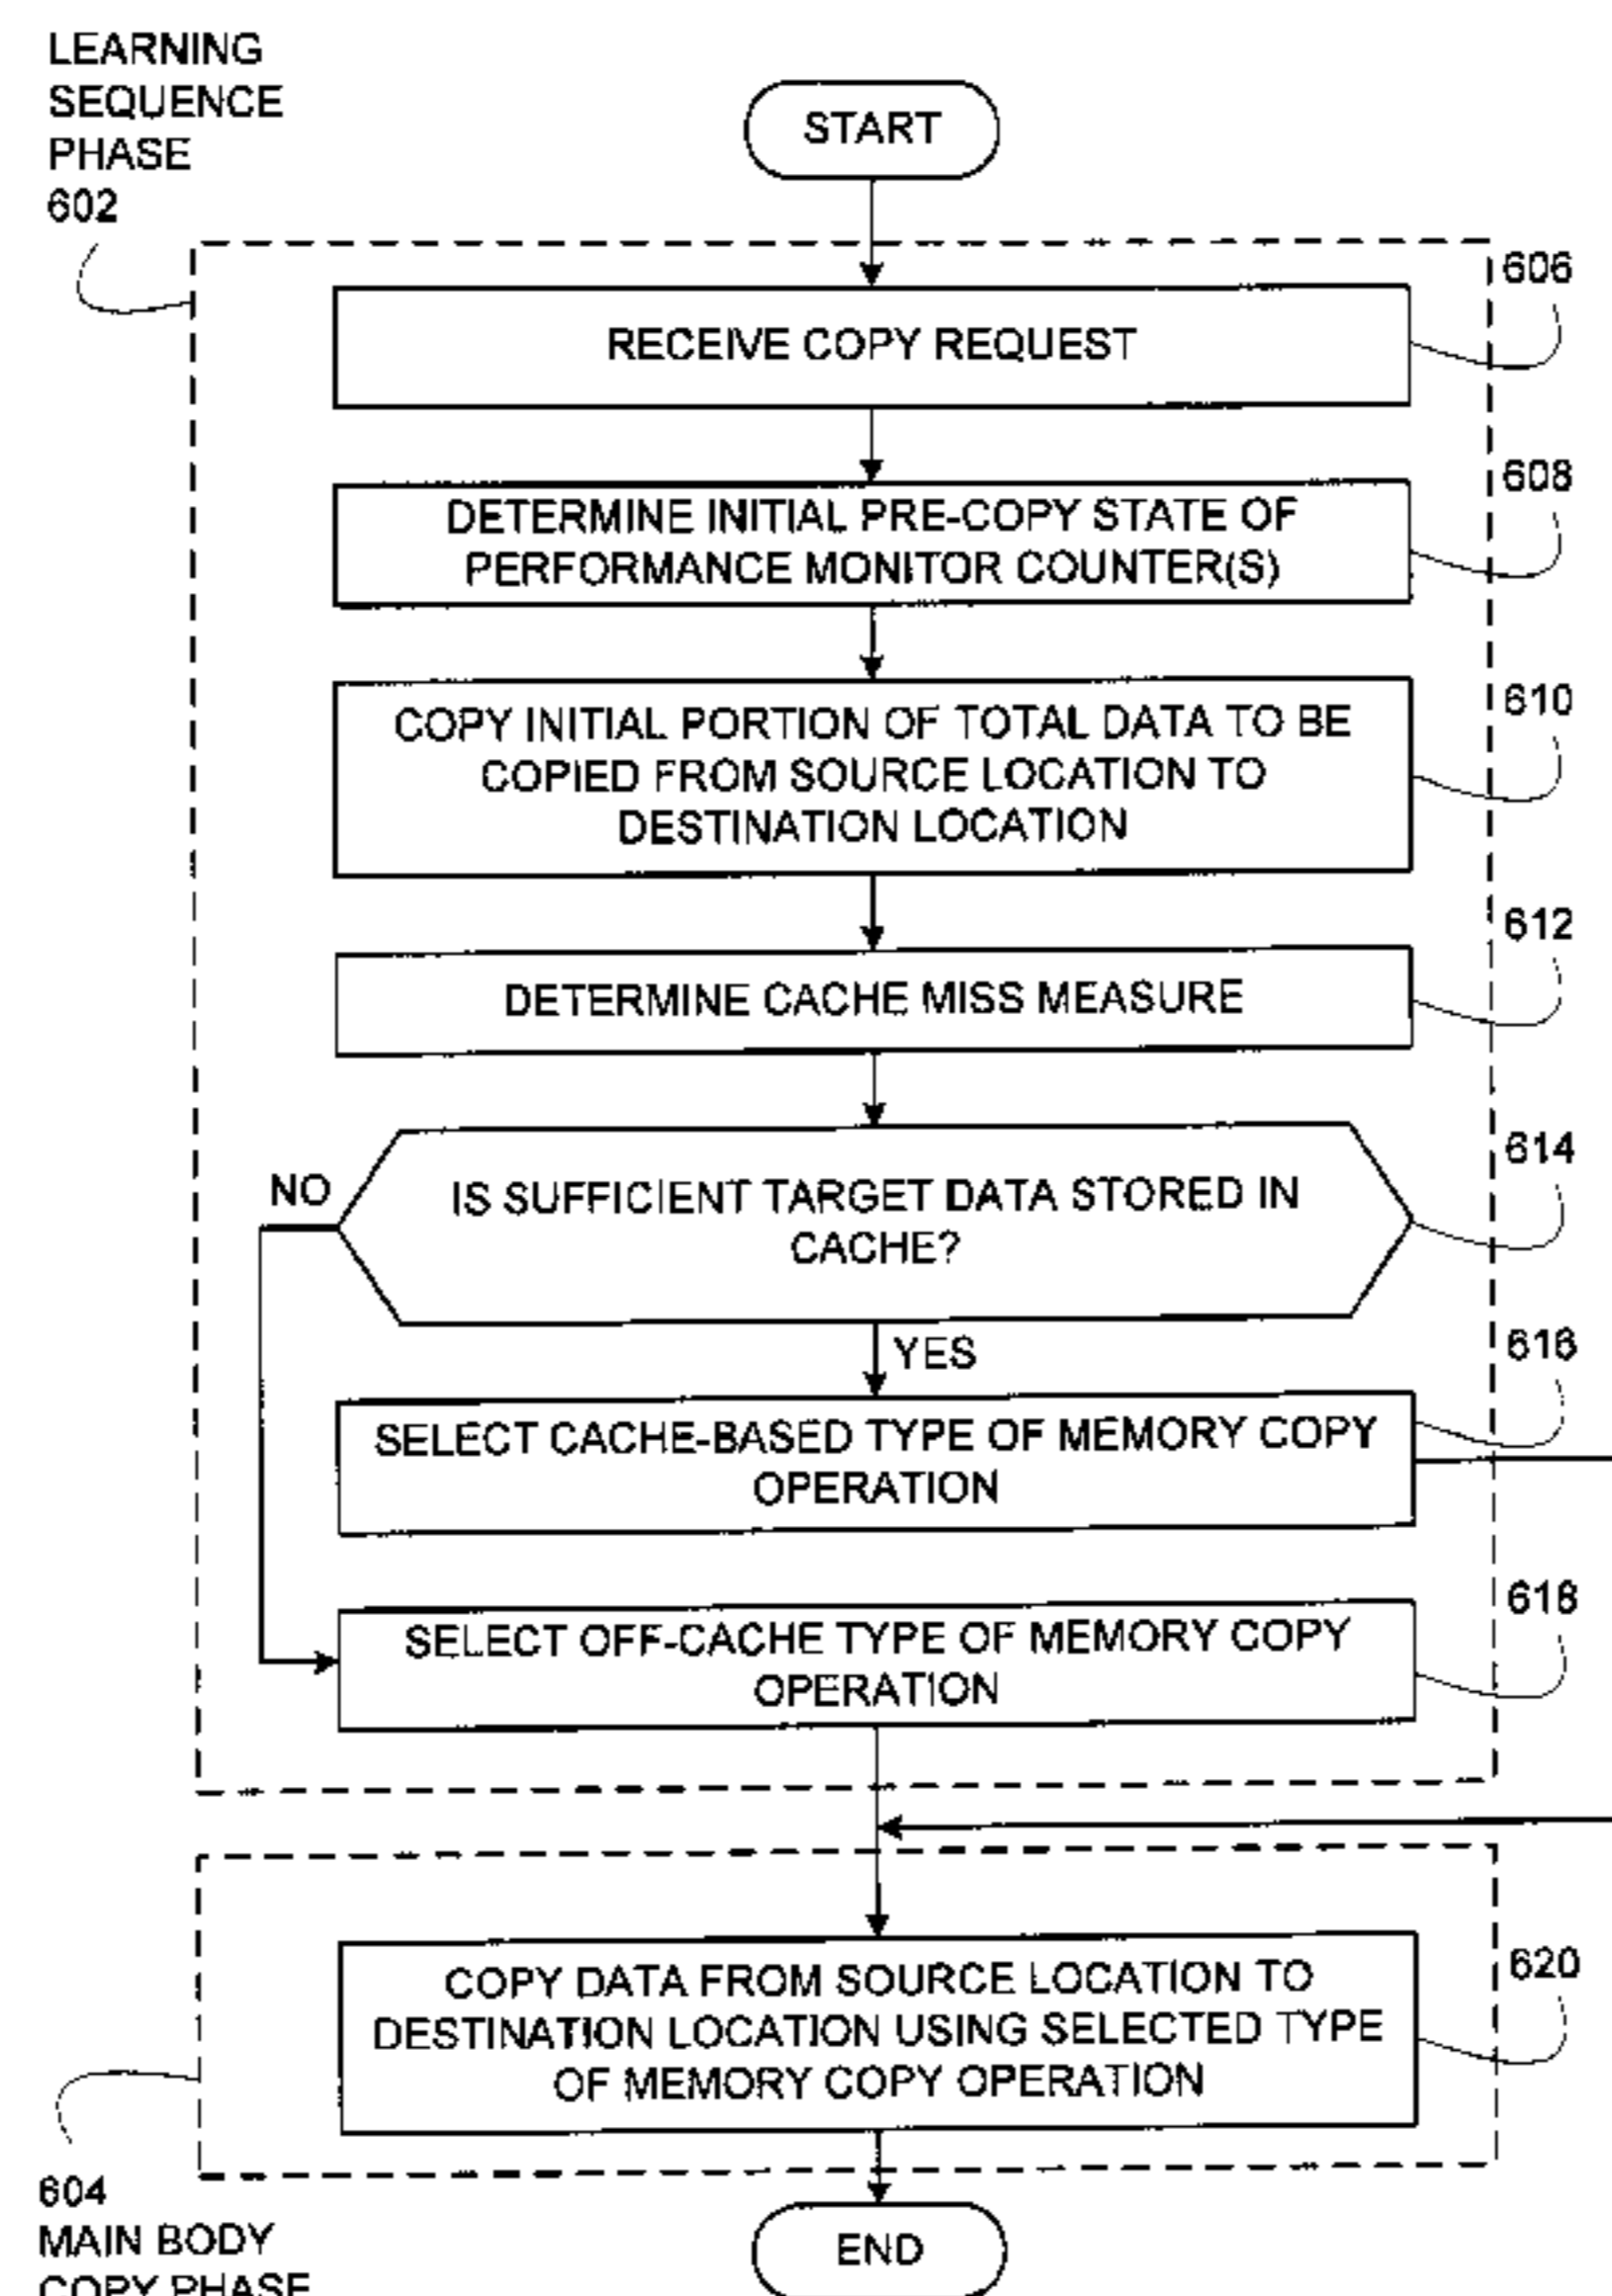 LEARNING
SEQUENCE
PHASE
602
START
606
RECEIVE COPY REQUEST
608
DETERMINE INITIAL PRE-COPY STATE OF
PERFORMANCE MONITOR COUNTER(S)
610
COPY INITIAL PORTION OF TOTAL DATA TO BE
COPIED FROM SOURCE LOCATION TO
DESTINATION LOCATION
612
DETERMINE CACHE MISS MEASURE
614
NO
IS SUFFICIENT TARGET DATA STORED IN
CACHE?
YES
616
SELECT CACHE-BASED TYPE OF MEMORY COPY
OPERATION
618
SELECT OFF-CACHE TYPE OF MEMORY COPY
OPERATION
620
COPY DATA FROM SOURCE LOCATION TO
DESTINATION LOCATION USING SELECTED TYPE
OF MEMORY COPY OPERATION
604
MAIN BODY
COPY PHASE
END